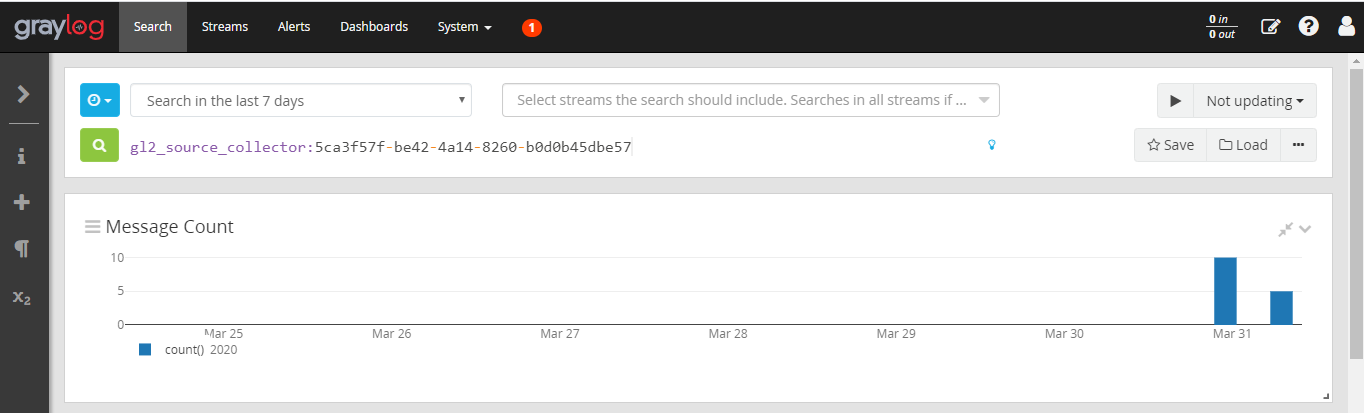 graylog Search Streams Alerts Dashboards System 1
0 in
0 out
Search in the last 7 days Select streams the search should include. Searches in all streams if ... Not updating
gl2_source_collector:5ca3f57f-be42-4a14-8260-b0d0b45dbe57 Save Load
Message Count
10
5
0
Mar 25 Mar 26 Mar 27 Mar 28 Mar 29 Mar 30 Mar 31
count() 2020
¶
x₂